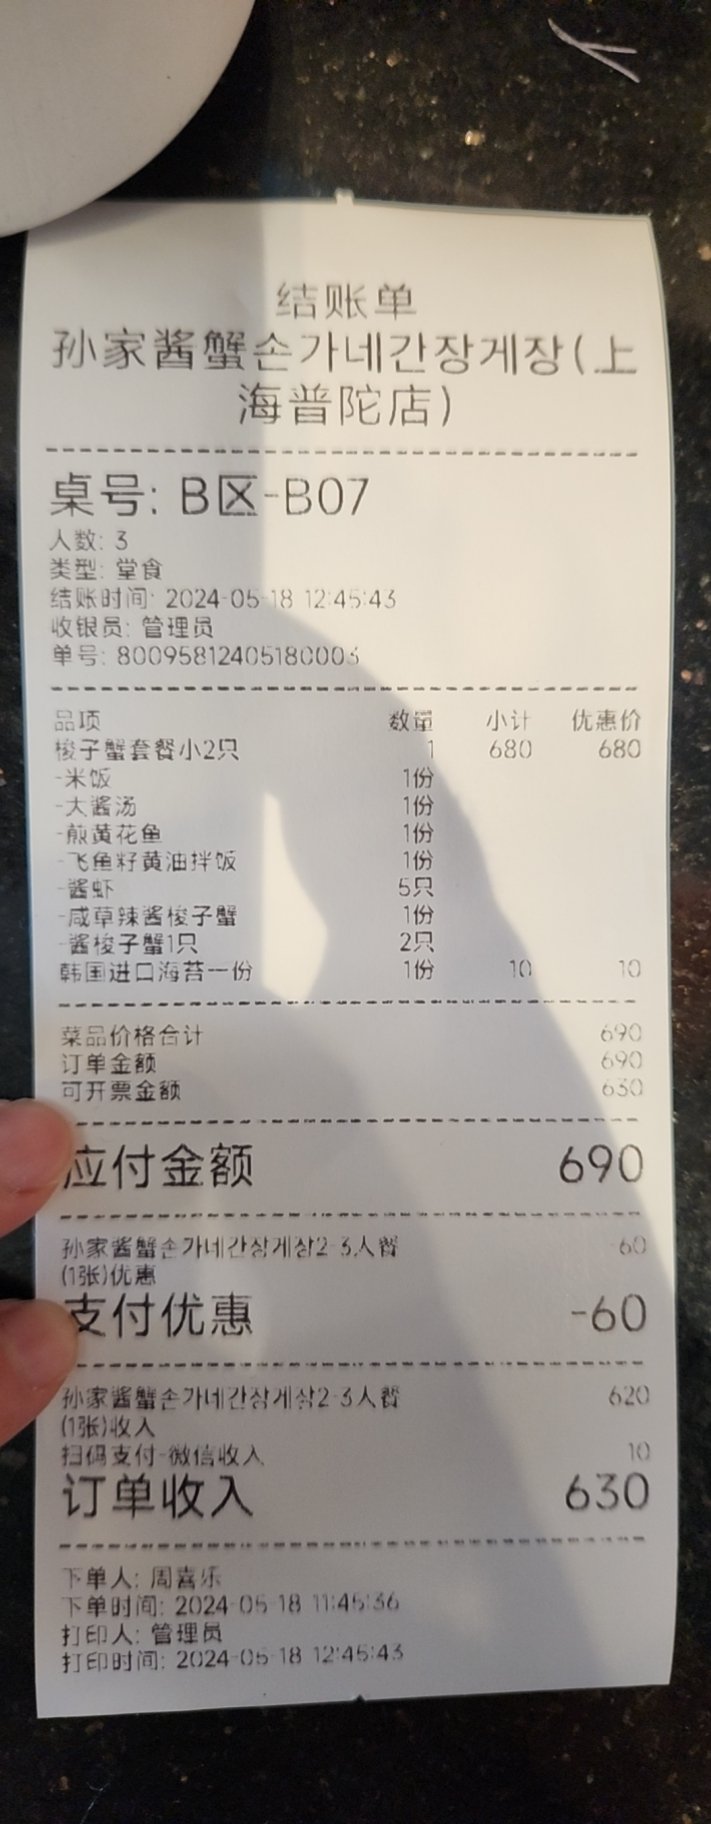 结账单
孙家酱蟹손가네간장게장(上
海普陀店)
桌号: B区-B07
人数: 3
类型: 堂食
结账时间: 2024-05-18 12:45:43
收银员: 管理员
单号: 80095812405180003
品项 数量 小计 优惠价
梭子蟹套餐小2只 1 680 680
-米饭 1份
-大酱汤 1份
-煎黄花鱼 1份
-飞鱼籽黄油拌饭 1份
-酱虾 5只
-咸草辣酱梭子蟹 1份
-酱梭子蟹1只 2只
韩国进口海苔一份 1份 10 10
菜品价格合计 690
订单金额 690
可开票金额 630
应付金额 690
孙家酱蟹손가네간장게장2-3人餐 -60
(1张)优惠
支付优惠 -60
孙家酱蟹손가네간장게장2-3人餐 620
(1张)收入
扫码支付-微信收入 10
订单收入 630
下单人: 周喜乐
下单时间: 2024-05-18 11:45:36
打印人: 管理员
打印时间: 2024-05-18 12:45:43